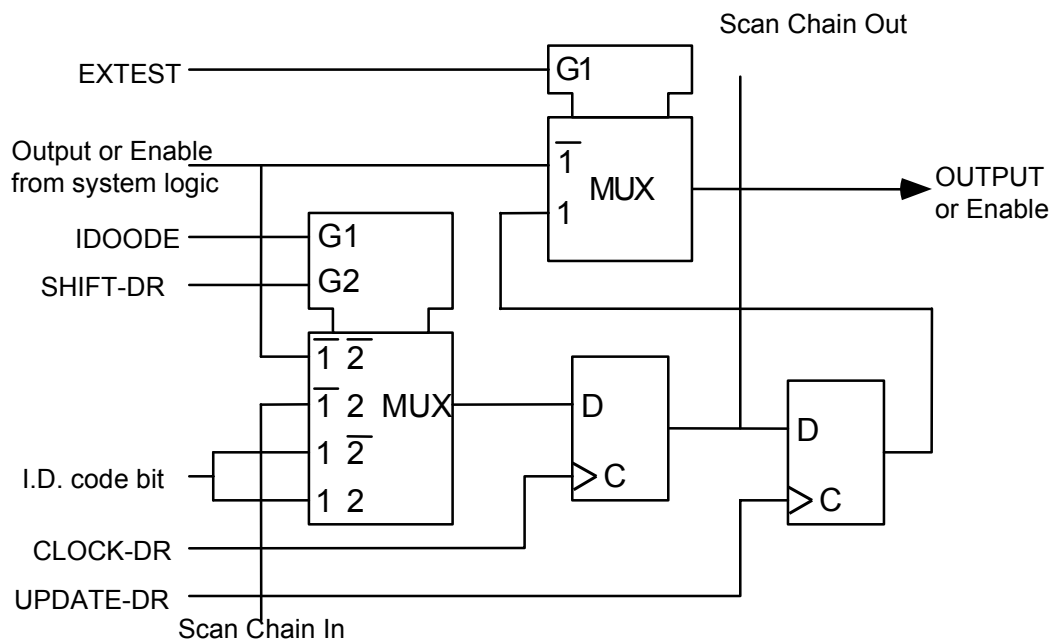 Scan Chain Out
EXTEST
G1
Output or Enable
from system logic
1̅
MUX
1
OUTPUT
or Enable
IDOODE
G1
SHIFT-DR
G2
1̅ 2̅
1̅ 2 MUX
1 2̅
1 2
I.D. code bit
D
C
D
C
CLOCK-DR
UPDATE-DR
Scan Chain In